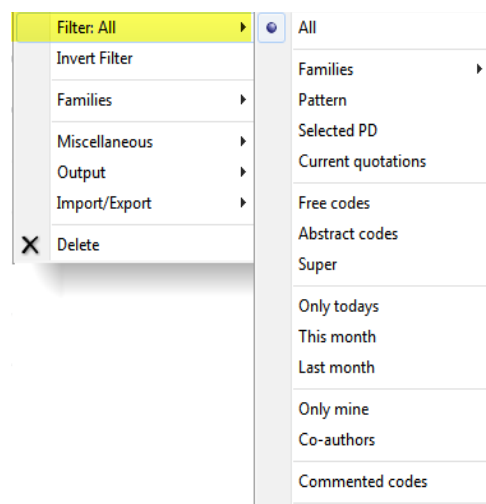 Filter: All
Invert Filter
Families
Miscellaneous
Output
Import/Export
Delete
All
Families
Pattern
Selected PD
Current quotations
Free codes
Abstract codes
Super
Only todays
This month
Last month
Only mine
Co-authors
Commented codes